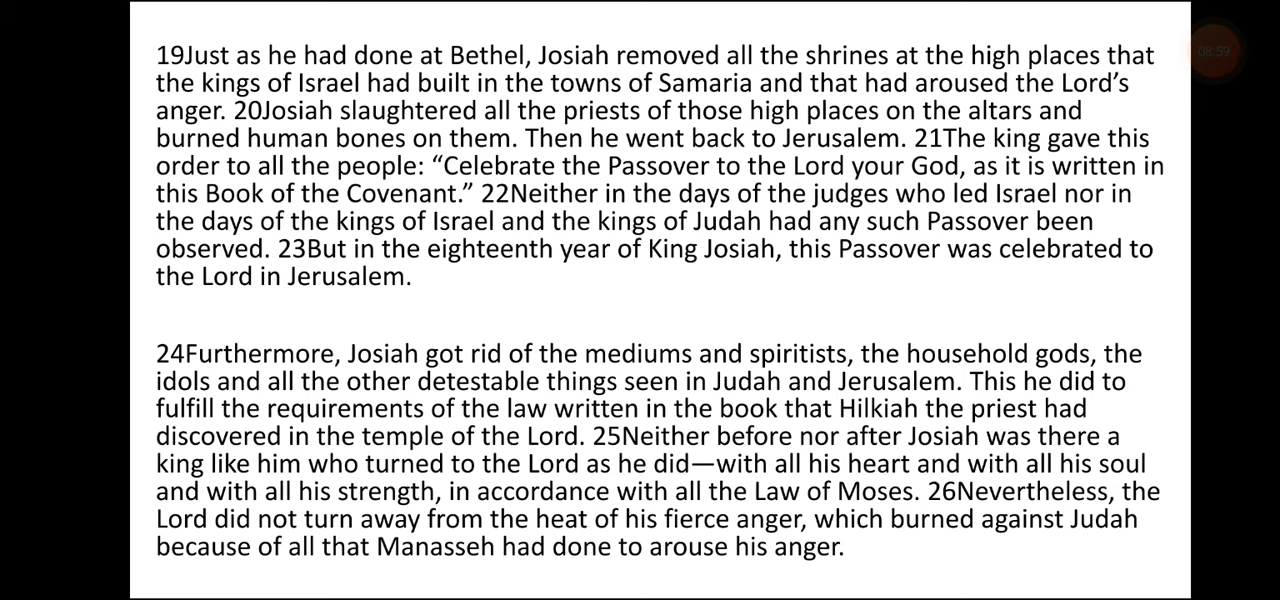 19Just as he had done at Bethel, Josiah removed all the shrines at the high places that
the kings of Israel had built in the towns of Samaria and that had aroused the Lord’s
anger. 20Josiah slaughtered all the priests of those high places on the altars and
burned human bones on them. Then he went back to Jerusalem. 21The king gave this
order to all the people: “Celebrate the Passover to the Lord your God, as it is written in
this Book of the Covenant.” 22Neither in the days of the judges who led Israel nor in
the days of the kings of Israel and the kings of Judah had any such Passover been
observed. 23But in the eighteenth year of King Josiah, this Passover was celebrated to
the Lord in Jerusalem.
24Furthermore, Josiah got rid of the mediums and spiritists, the household gods, the
idols and all the other detestable things seen in Judah and Jerusalem. This he did to
fulfill the requirements of the law written in the book that Hilkiah the priest had
discovered in the temple of the Lord. 25Neither before nor after Josiah was there a
king like him who turned to the Lord as he did—with all his heart and with all his soul
and with all his strength, in accordance with all the Law of Moses. 26Nevertheless, the
Lord did not turn away from the heat of his fierce anger, which burned against Judah
because of all that Manasseh had done to arouse his anger.
08:59